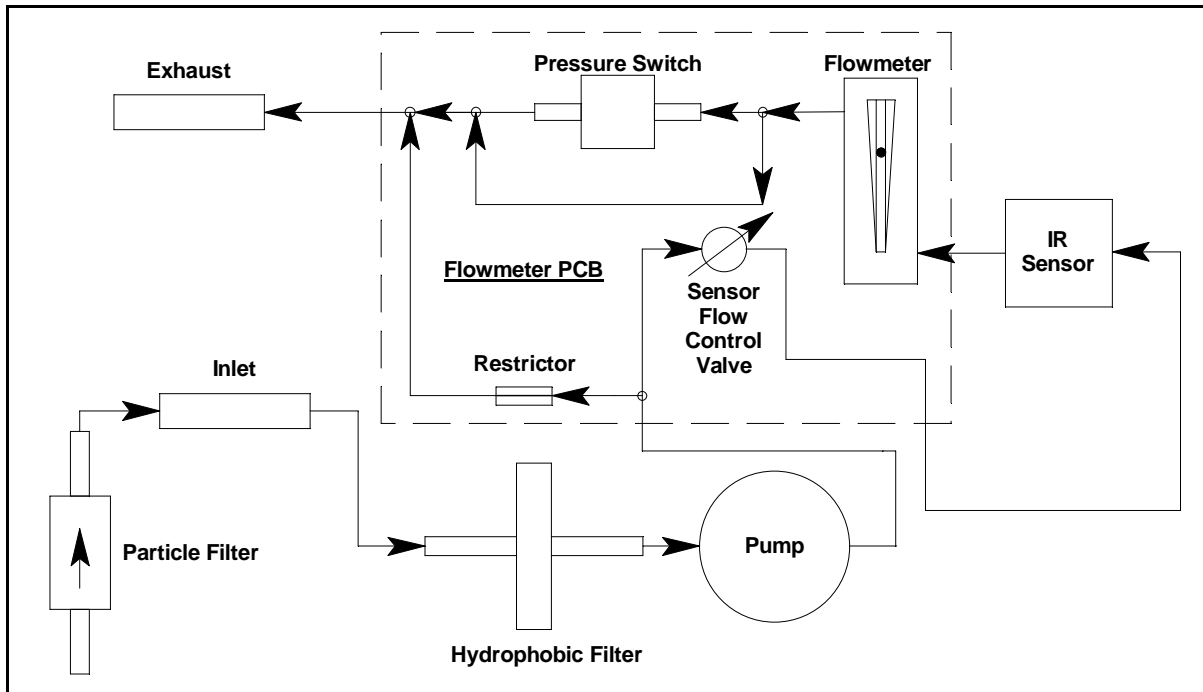 Exhaust
Pressure Switch
Flowmeter
IR
Sensor
Flowmeter PCB
Sensor
Flow
Control
Valve
Restrictor
Inlet
Particle Filter
Pump
Hydrophobic Filter